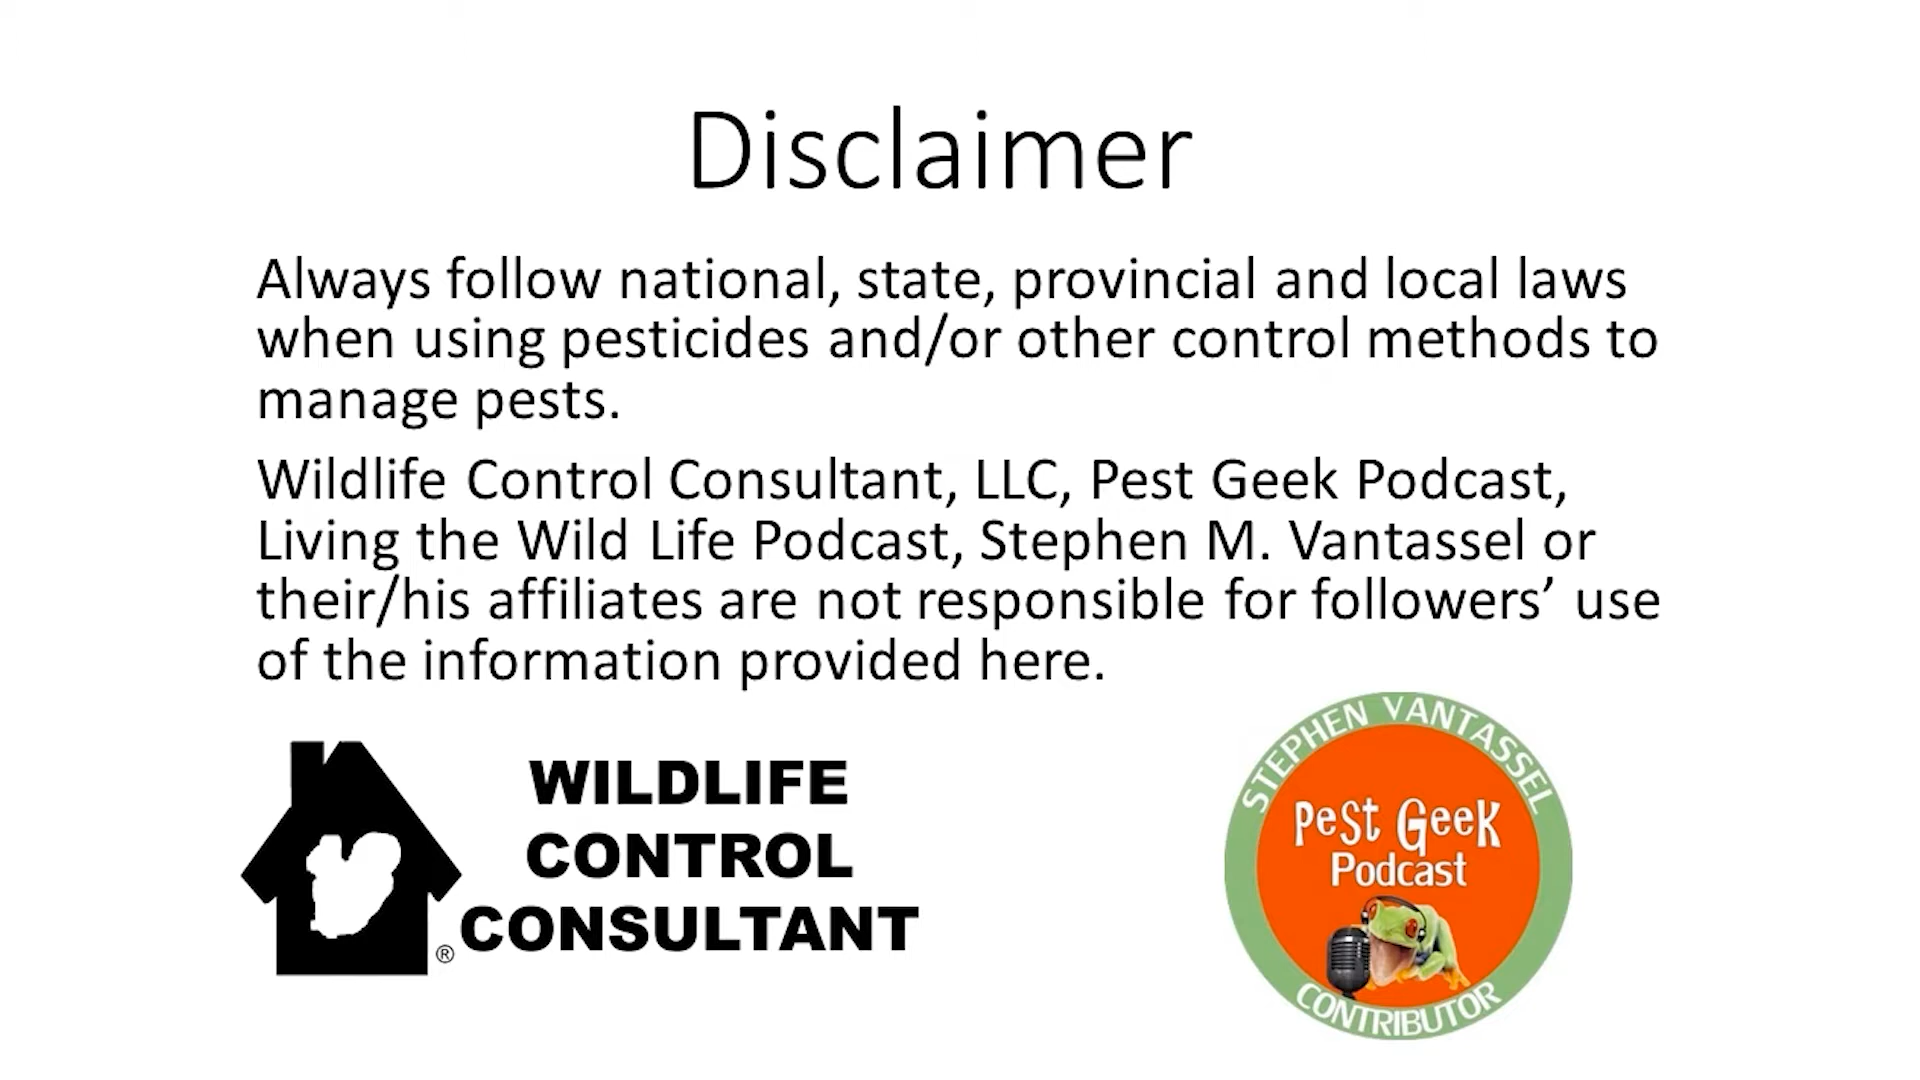 Disclaimer
Always follow national, state, provincial and local laws
when using pesticides and/or other control methods to
manage pests.
Wildlife Control Consultant, LLC, Pest Geek Podcast,
Living the Wild Life Podcast, Stephen M. Vantassel or
their/his affiliates are not responsible for followers’ use
of the information provided here.
WILDLIFE
CONTROL
® CONSULTANT
STEPHEN VANTASSEL
Pest Geek
Podcast
CONTRIBUTOR